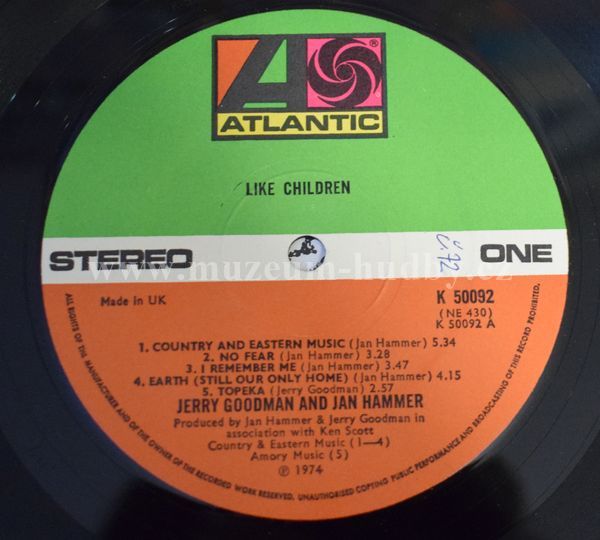 ATLANTIC
®
LIKE CHILDREN
STEREO
ONE
www.muzeum-hudby.cz
Made in UK
K 50092
(NE 430)
K 50092 A
1. COUNTRY AND EASTERN MUSIC (Jan Hammer) 5.34
2. NO FEAR (Jan Hammer) 3.28
3. I REMEMBER ME (Jan Hammer) 3.47
4. EARTH (STILL OUR ONLY HOME) (Jan Hammer) 4.15
5. TOPEKA (Jerry Goodman) 2.57
JERRY GOODMAN AND JAN HAMMER
Produced by Jan Hammer & Jerry Goodman in
association with Ken Scott
Country & Eastern Music (1—4)
Amory Music (5)
℗ 1974
ALL RIGHTS OF THE MANUFACTURER AND OF THE OWNER OF THE RECORDED WORK RESERVED. UNAUTHORISED COPYING PUBLIC PERFORMANCE AND BROADCASTING OF THIS RECORD PROHIBITED.